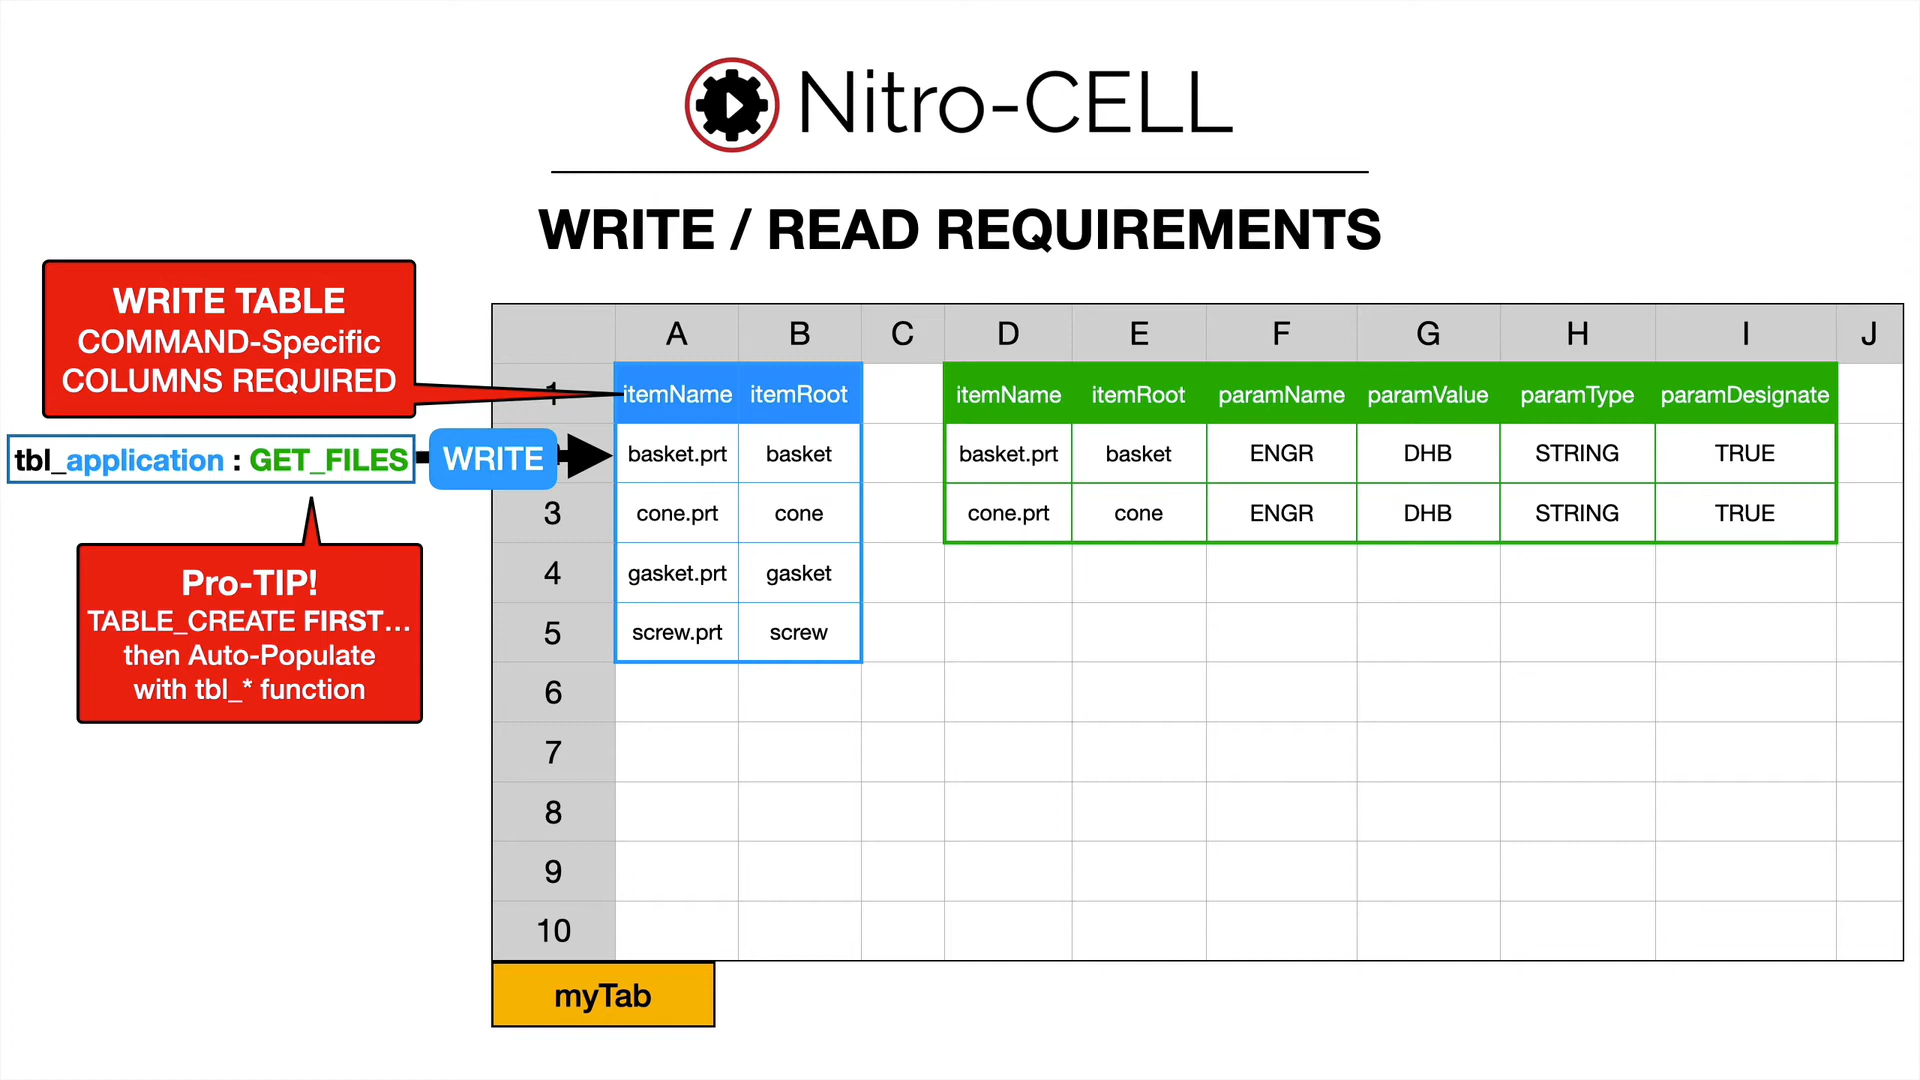 Nitro-CELL
WRITE / READ REQUIREMENTS
WRITE TABLE
COMMAND-Specific
COLUMNS REQUIRED
tbl_application : GET_FILES
WRITE
Pro-TIP!
TABLE_CREATE FIRST...
then Auto-Populate
with tbl_* function
A B C D E F G H I J
1 itemName itemRoot itemName itemRoot paramName paramValue paramType paramDesignate
basket.prt basket basket.prt basket ENGR DHB STRING TRUE
3 cone.prt cone cone.prt cone ENGR DHB STRING TRUE
4 gasket.prt gasket
5 screw.prt screw
6
7
8
9
10
myTab